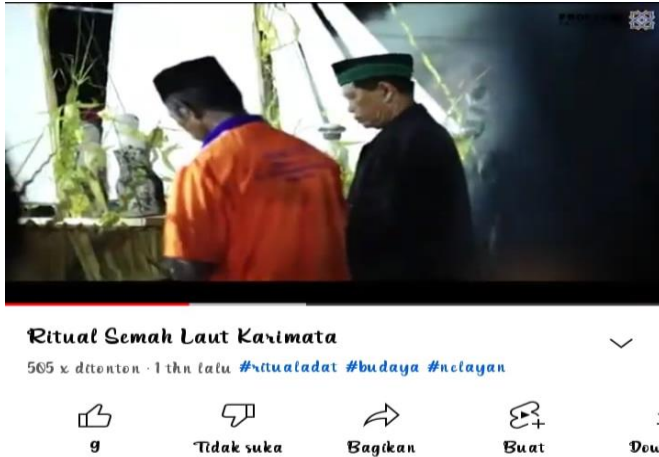 Ritual Semah Laut Karimata
505 x ditonton · 1 thn lalu #ritualadat #budaya #nelayan
9 Tidak suka Bagikan Buat